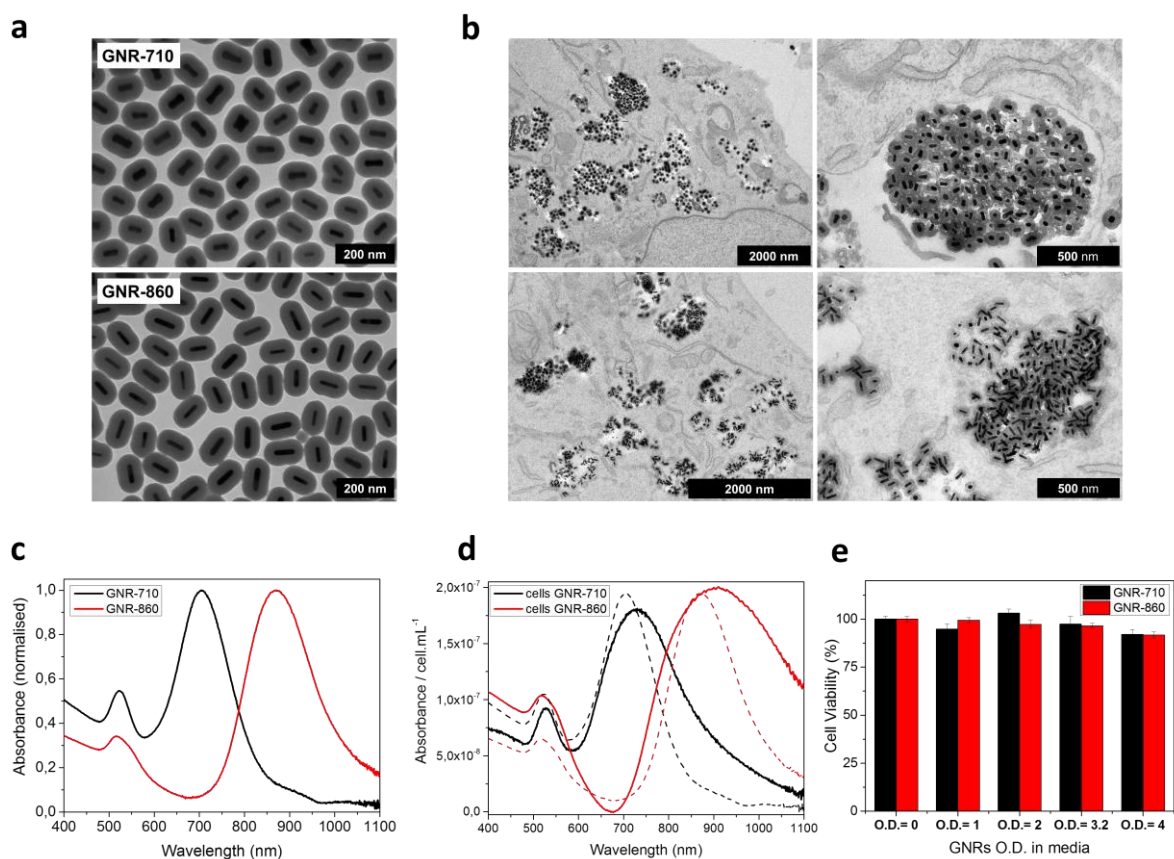 a
GNR-710
200 nm
GNR-860
200 nm
b
2000 nm
500 nm
2000 nm
500 nm
c
GNR-710
GNR-860
1,0
0,8
0,6
0,4
0,2
0,0
Absorbance (normalised)
400 500 600 700 800 900 1000 1100
Wavelength (nm)
d
cells GNR-710
cells GNR-860
2,0x10⁻⁷
1,5x10⁻⁷
1,0x10⁻⁷
5,0x10⁻⁸
0,0
Absorbance / cell.mL⁻¹
400 500 600 700 800 900 1000 1100
Wavelength (nm)
e
GNR-710
GNR-860
100
75
50
25
0
Cell Viability (%)
O.D.= 0 O.D.= 1 O.D.= 2 O.D.= 3.2 O.D.= 4
GNRs O.D. in media